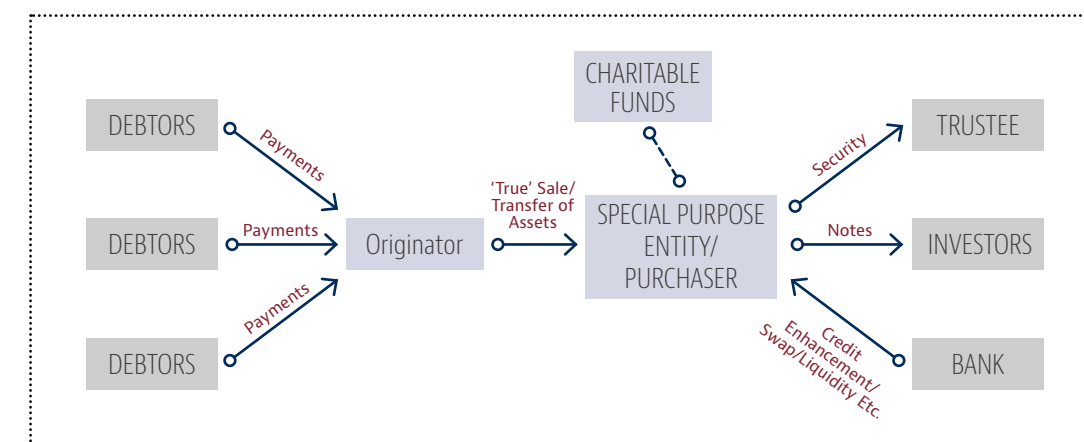 CHARITABLE
FUNDS
DEBTORS
Payments
TRUSTEE
Security
'True' Sale/
Transfer of
Assets
DEBTORS
Payments
Originator
SPECIAL PURPOSE
ENTITY/
PURCHASER
Notes
INVESTORS
DEBTORS
Payments
Credit
Enhancement/
Swap/Liquidity Etc.
BANK